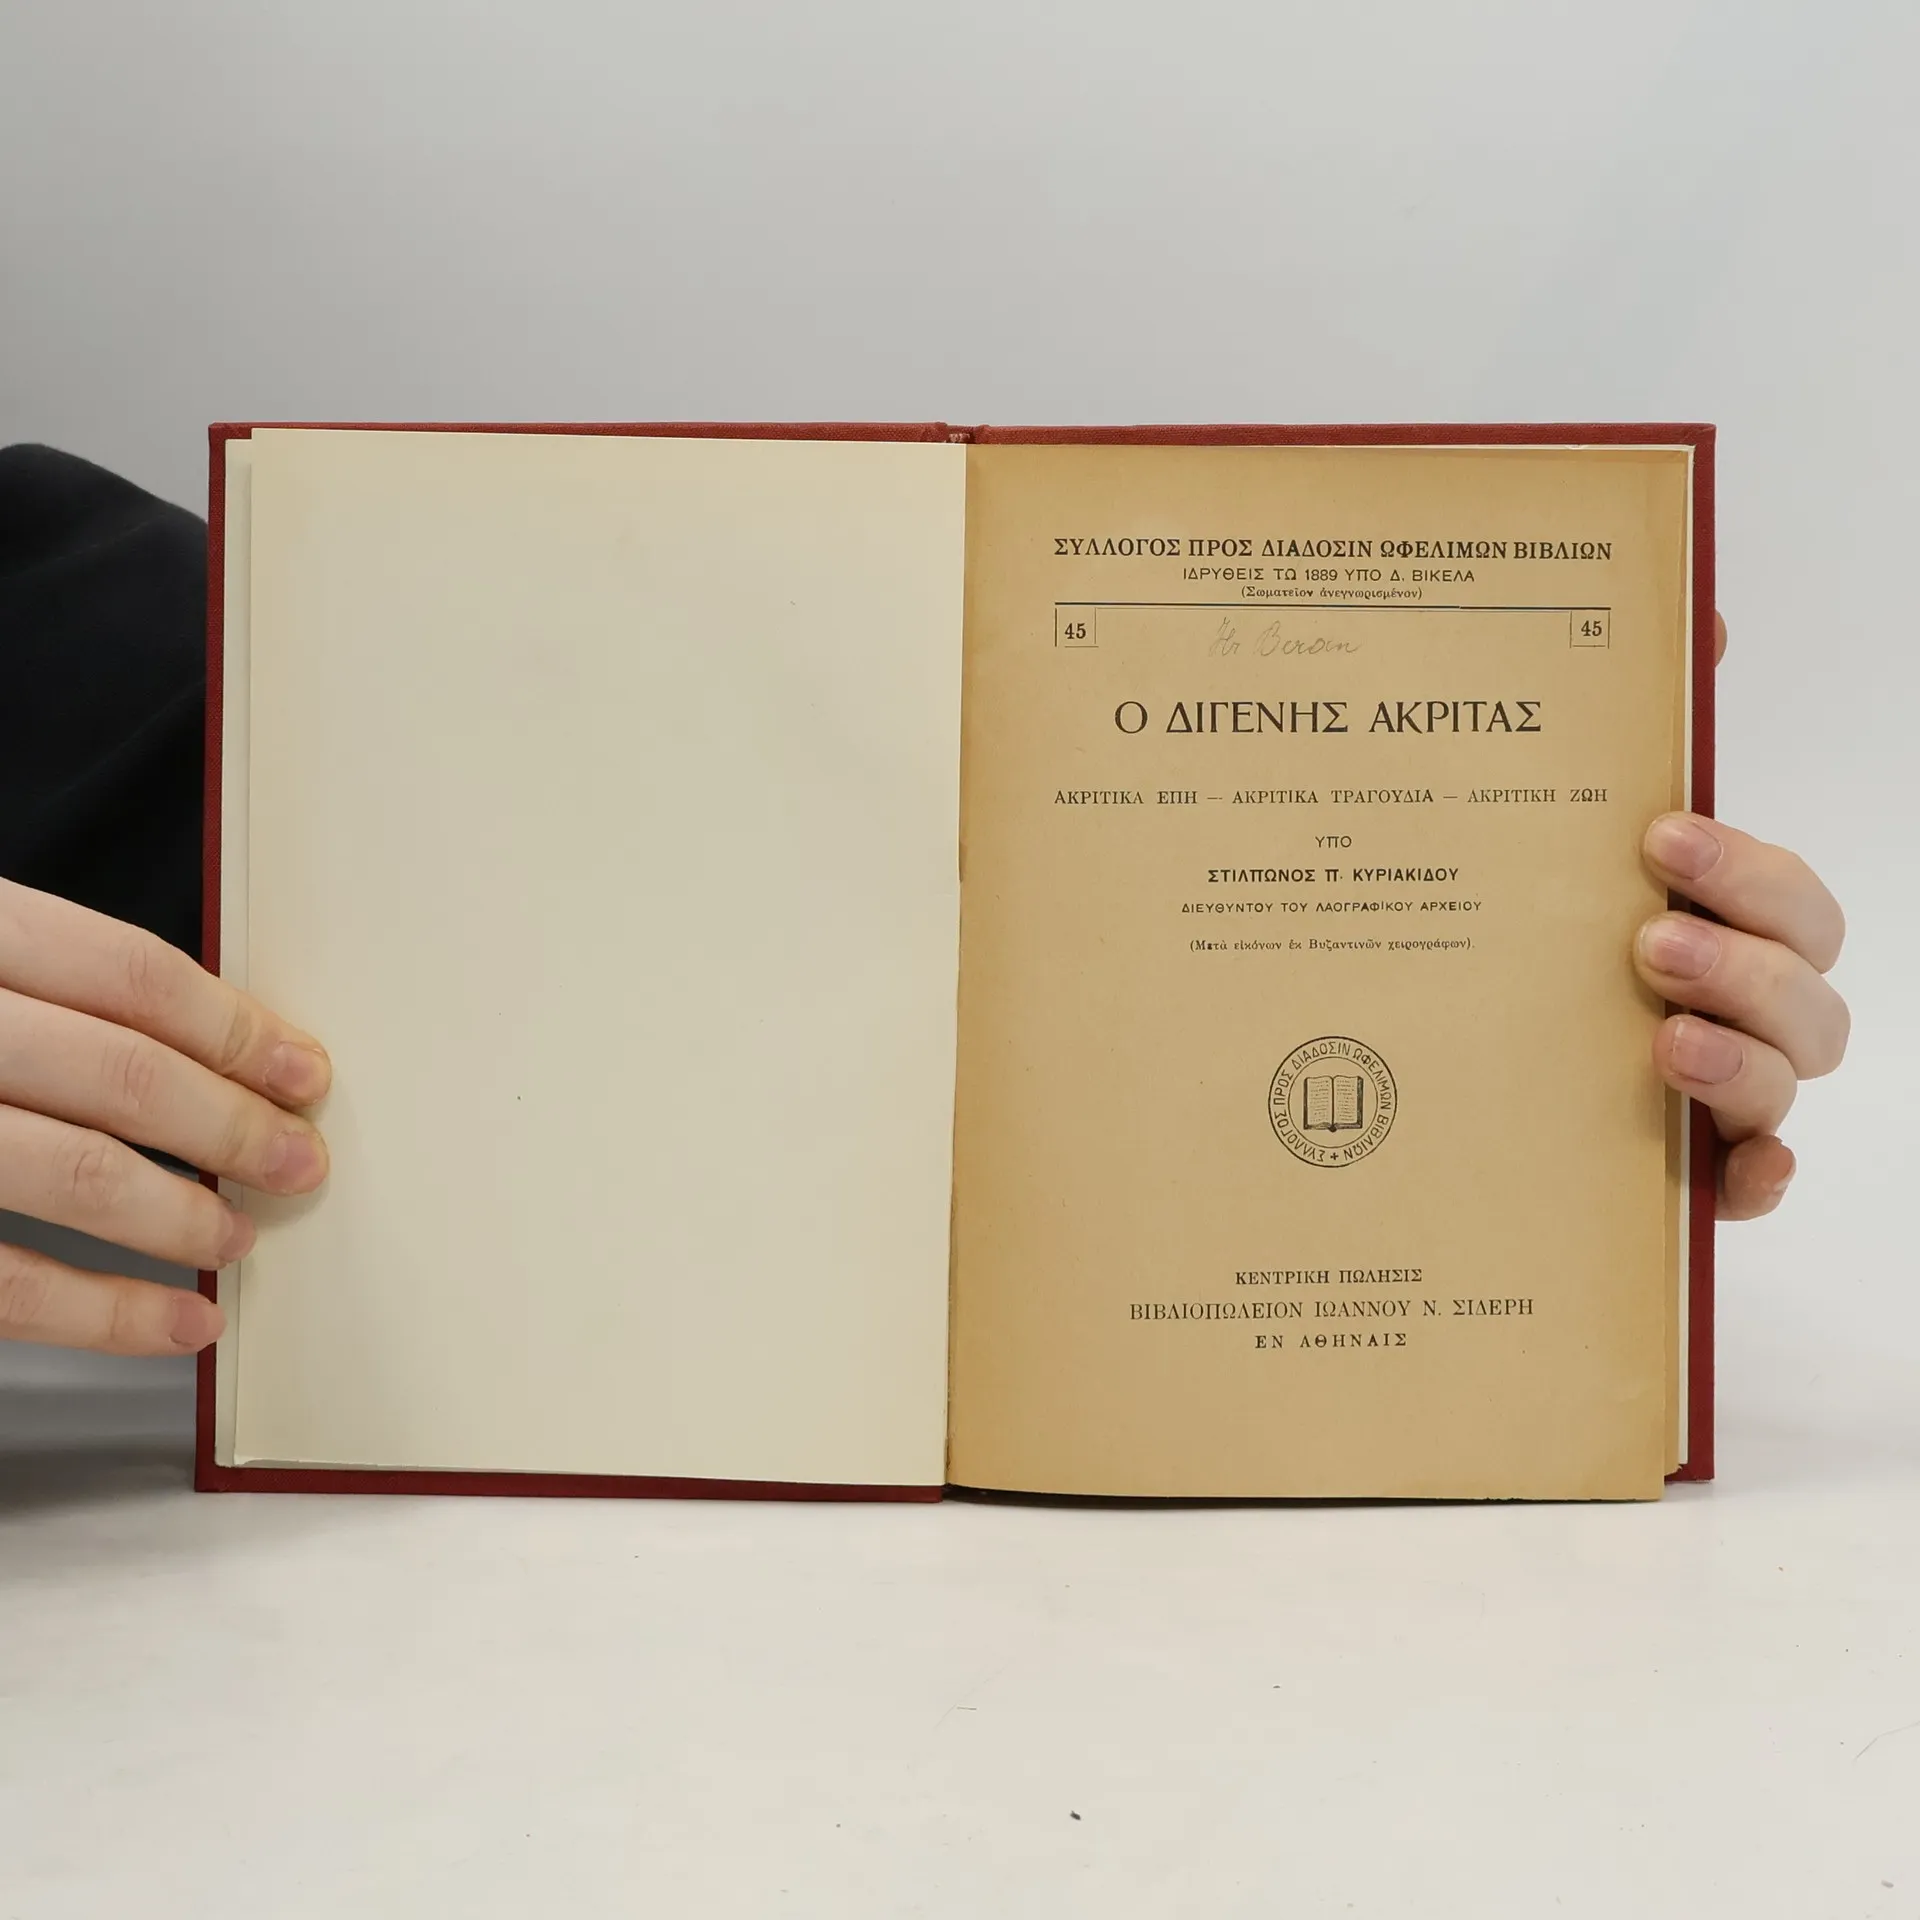 ΣΥΛΛΟΓΟΣ ΠΡΟΣ ΔΙΑΔΟΣΙΝ ΩΦΕΛΙΜΩΝ ΒΙΒΛΙΩΝ
ΙΔΡΥΘΕΙΣ ΤΩ 1889 ΥΠΟ Δ. ΒΙΚΕΛΑ
(Σωματεῖον ἀνεγνωρισμένον)
45 45
Ο ΔΙΓΕΝΗΣ ΑΚΡΙΤΑΣ
ΑΚΡΙΤΙΚΑ ΕΠΗ — ΑΚΡΙΤΙΚΑ ΤΡΑΓΟΥΔΙΑ — ΑΚΡΙΤΙΚΗ ΖΩΗ
ΥΠΟ
ΣΤΙΛΠΩΝΟΣ Π. ΚΥΡΙΑΚΙΔΟΥ
ΔΙΕΥΘΥΝΤΟΥ ΤΟΥ ΛΑΟΓΡΑΦΙΚΟΥ ΑΡΧΕΙΟΥ
(Μετὰ εἰκόνων ἐκ Βυζαντινῶν χειρογράφων).
ΣΥΛΛΟΓΟΣ ΠΡΟΣ ΔΙΑΔΟΣΙΝ ΩΦΕΛΙΜΩΝ ΒΙΒΛΙΩΝ +
ΚΕΝΤΡΙΚΗ ΠΩΛΗΣΙΣ
ΒΙΒΛΙΟΠΩΛΕΙΟΝ ΙΩΑΝΝΟΥ Ν. ΣΙΔΕΡΗ
ΕΝ ΑΘΗΝΑΙΣ